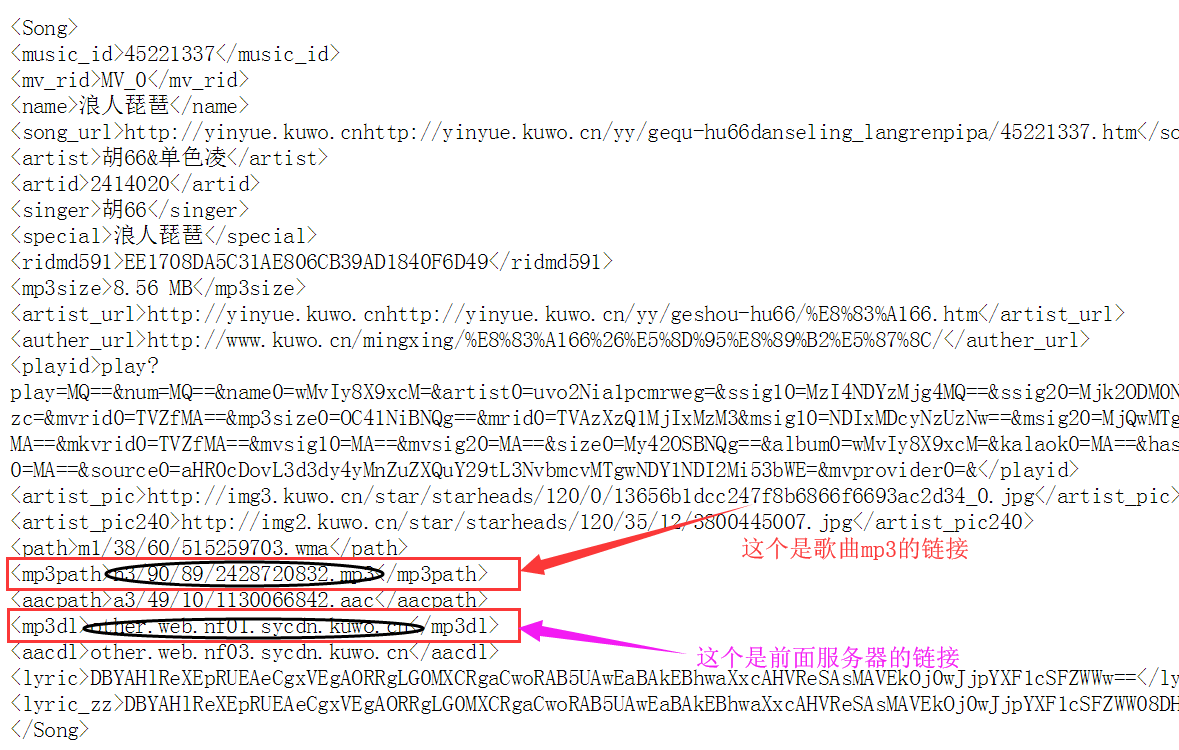 <Song>
<music_id>45221337</music_id>
<mv_rid>MV_0</mv_rid>
<name>浪人琵琶</name>
<song_url>http://yinyue.kuwo.cnhttp://yinyue.kuwo.cn/yy/gequ-hu66danseling_langrenpipa/45221337.htm</so
<artist>胡66&单色凌</artist>
<artid>2414020</artid>
<singer>胡66</singer>
<special>浪人琵琶</special>
<ridmd591>EE1708DA5C31AE806CB39AD1840F6D49</ridmd591>
<mp3size>8.56 MB</mp3size>
<artist_url>http://yinyue.kuwo.cnhttp://yinyue.kuwo.cn/yy/geshou-hu66/%E8%83%A166.htm</artist_url>
<auther_url>http://www.kuwo.cn/mingxing/%E8%83%A166%26%E5%8D%95%E8%89%B2%E5%87%8C/</auther_url>
<playid>play?
play=MQ==&num=MQ==&name0=wMvIy8X9xcM=&artist0=uvo2Nia1pcmrweg=&ssig10=MzI4NDYzMjg4MQ==&ssig20=Mjk2ODM0N
zc=&mvrid0=TVZfMA==&mp3size0=OC41NiBNQg==&mrid0=TVAzXzQ1MjIxMzM3&msig10=NDIxMDcyNzUzNw==&msig20=MjQwMTg
MA==&mkvrid0=TVZfMA==&mvsig10=MA==&mvsig20=MA==&size0=My42OSBNQg==&album0=wMvIy8X9xcM=&kalaok0=MA==&has
0=MA==&source0=aHR0cDovL3d3dy4yMnZuZXQuY29tL3NvbmcvMTgwNDY1NDI2Mi53bWE=&mvprovider0=&</playid>
<artist_pic>http://img3.kuwo.cn/star/starheads/120/0/13656b1dcc247f8b6866f6693ac2d34_0.jpg</artist_pic>
<artist_pic240>http://img2.kuwo.cn/star/starheads/120/35/12/3800445007.jpg</artist_pic240>
<path>m1/38/60/515259703.wma</path>
这个是歌曲mp3的链接
<mp3path>n3/90/89/2428720832.mp3</mp3path>
<aacpath>a3/49/10/1130066842.aac</aacpath>
<mp3dl>other.web.nf01.sycdn.kuwo.cn</mp3dl>
<aacdl>other.web.nf03.sycdn.kuwo.cn</aacdl>
这个是前面服务器的链接
<lyric>DBYAH1ReXEpRUEAeCgxVEgAORRgLG0MXCRgaCwoRAB5UAwEaBAkEBhwaXxcAHVReSAsMAVEkOjOwJjpYXF1cSFZWWw==</ly
<lyric_zz>DBYAH1ReXEpRUEAeCgxVEgAORRgLG0MXCRgaCwoRAB5UAwEaBAkEBhwaXxcAHVReSAsMAVEkOjOwJjpYXF1cSFZWW08DH
</Song>